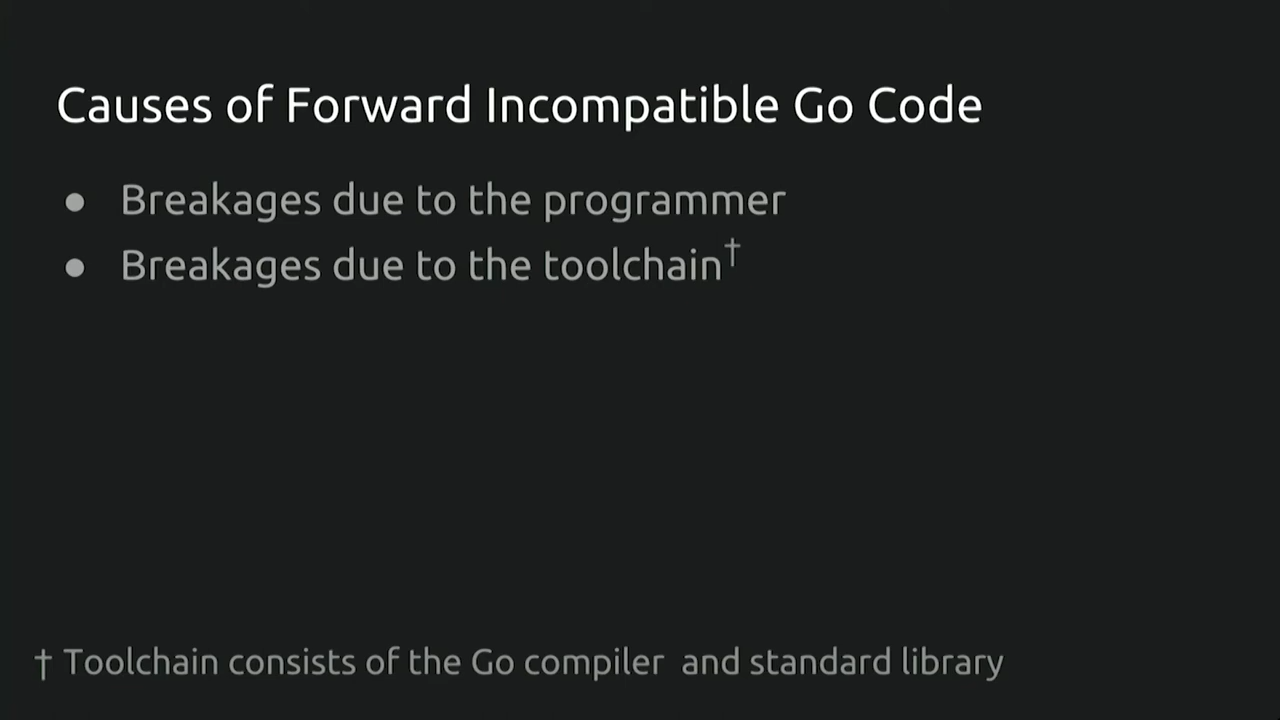 Causes of Forward Incompatible Go Code
● Breakages due to the programmer
● Breakages due to the toolchain†
† Toolchain consists of the Go compiler and standard library